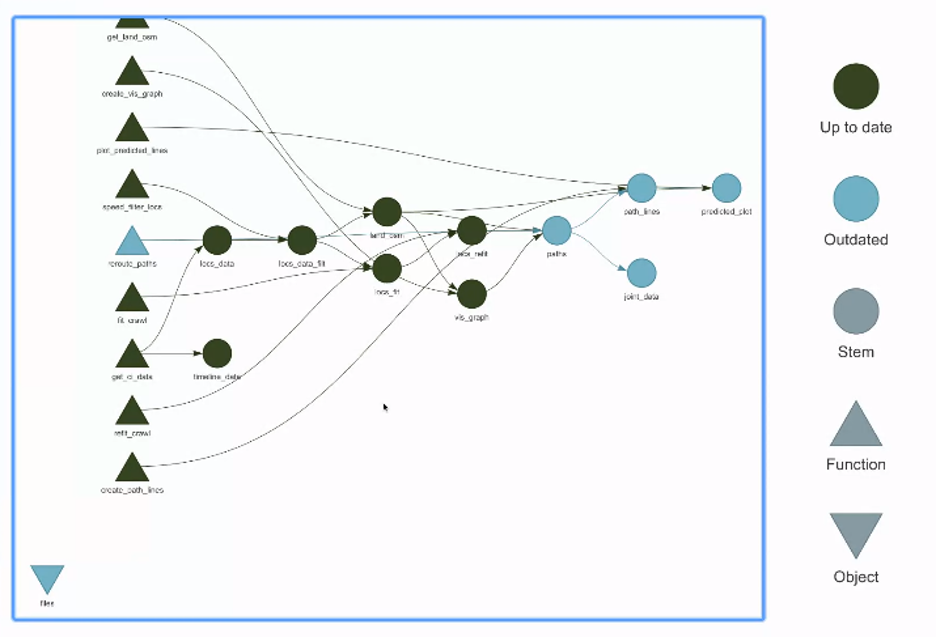 get_land_osm
create_vis_graph
plot_predicted_lines
speed_filter_locs
reroute_paths
locs_data
locs_data_filt
land_osm
locs_refit
paths
path_lines
predicted_plot
fit_crawl
locs_fit
vis_graph
joint_data
get_ci_data
timeline_data
refit_crawl
create_path_lines
files
Up to date
Outdated
Stem
Function
Object